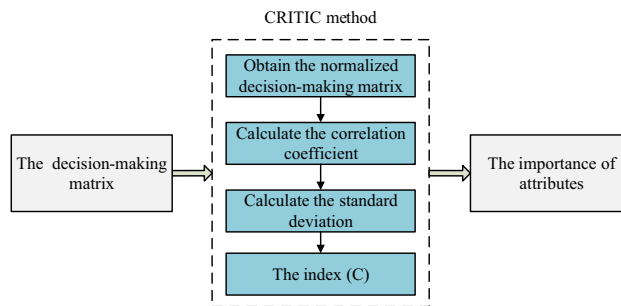 CRITIC method
Obtain the normalized
decision-making matrix
Calculate the correlation
coefficient
The decision-making
matrix
The importance of
attributes
Calculate the standard
deviation
The index (C)